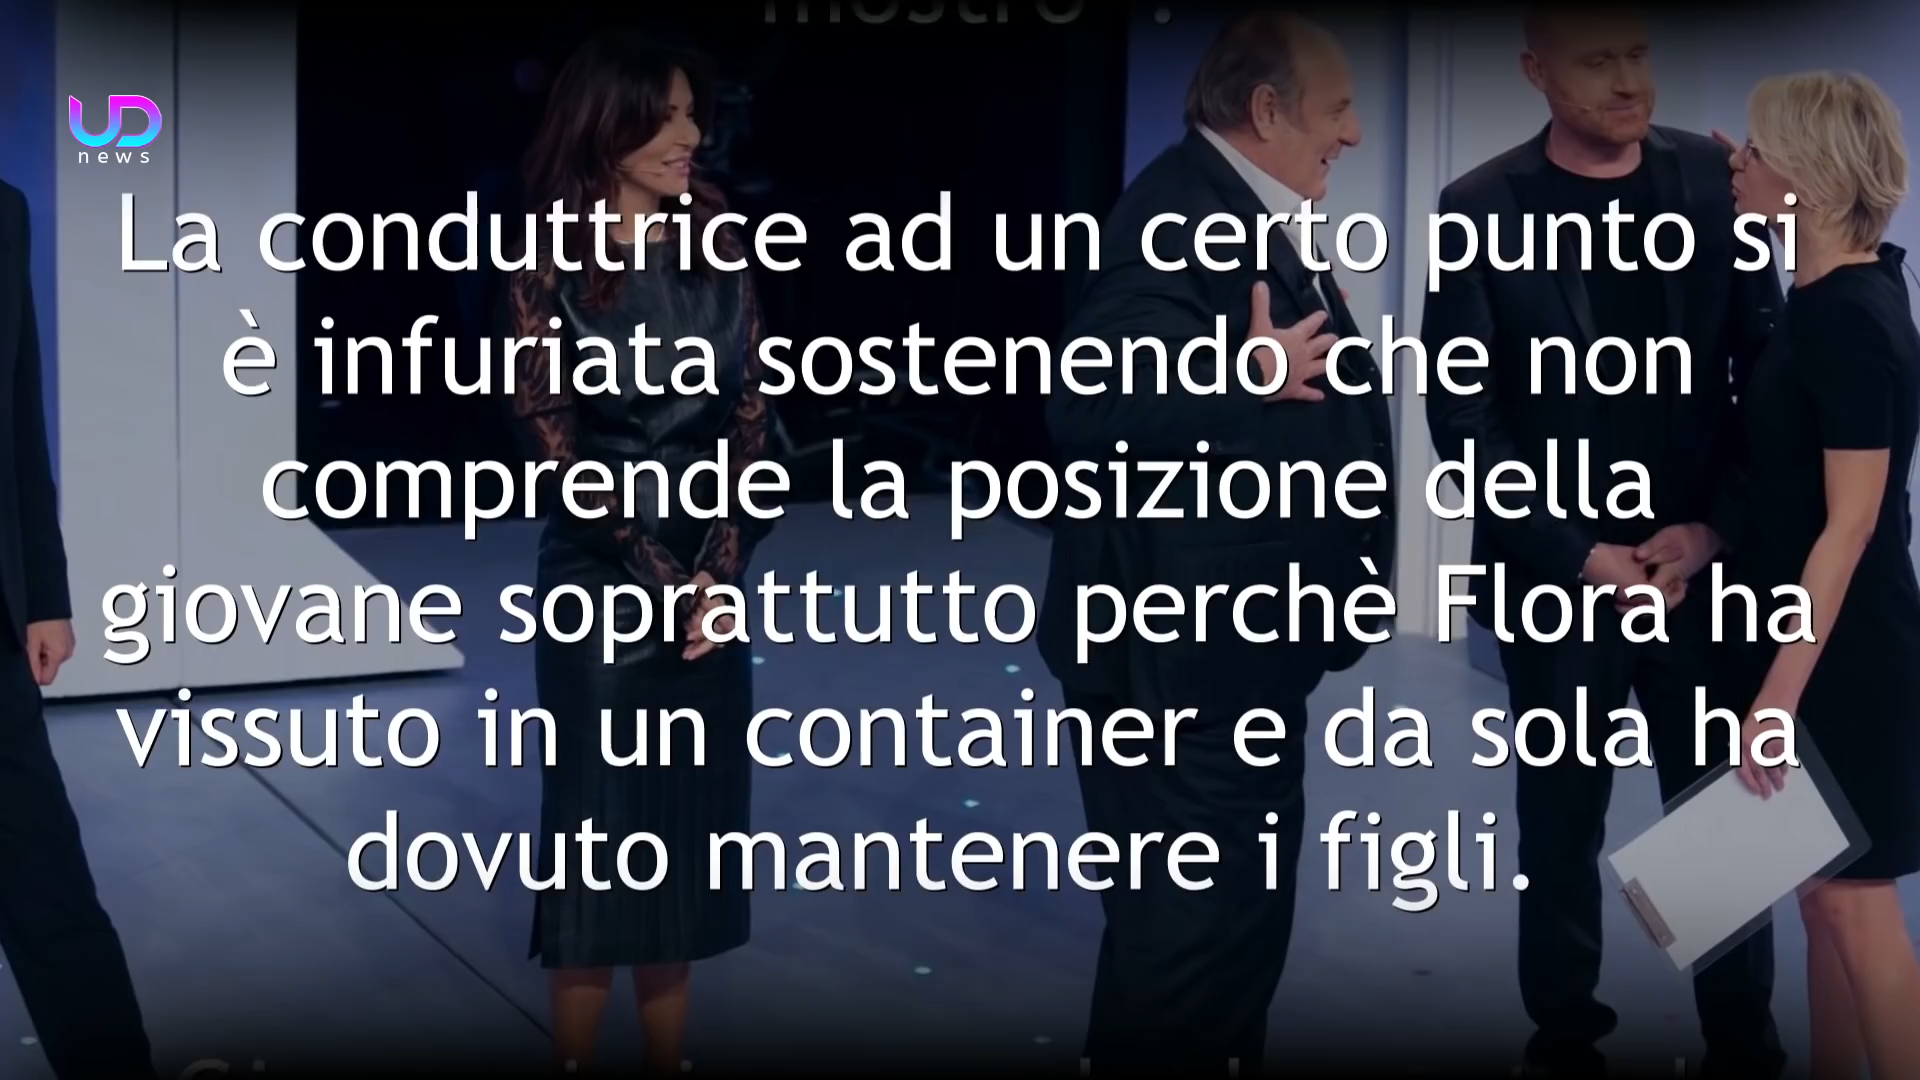 mostro".
UD
news
La conduttrice ad un certo punto si
è infuriata sostenendo che non
comprende la posizione della
giovane soprattutto perchè Flora ha
vissuto in un container e da sola ha
dovuto mantenere i figli.